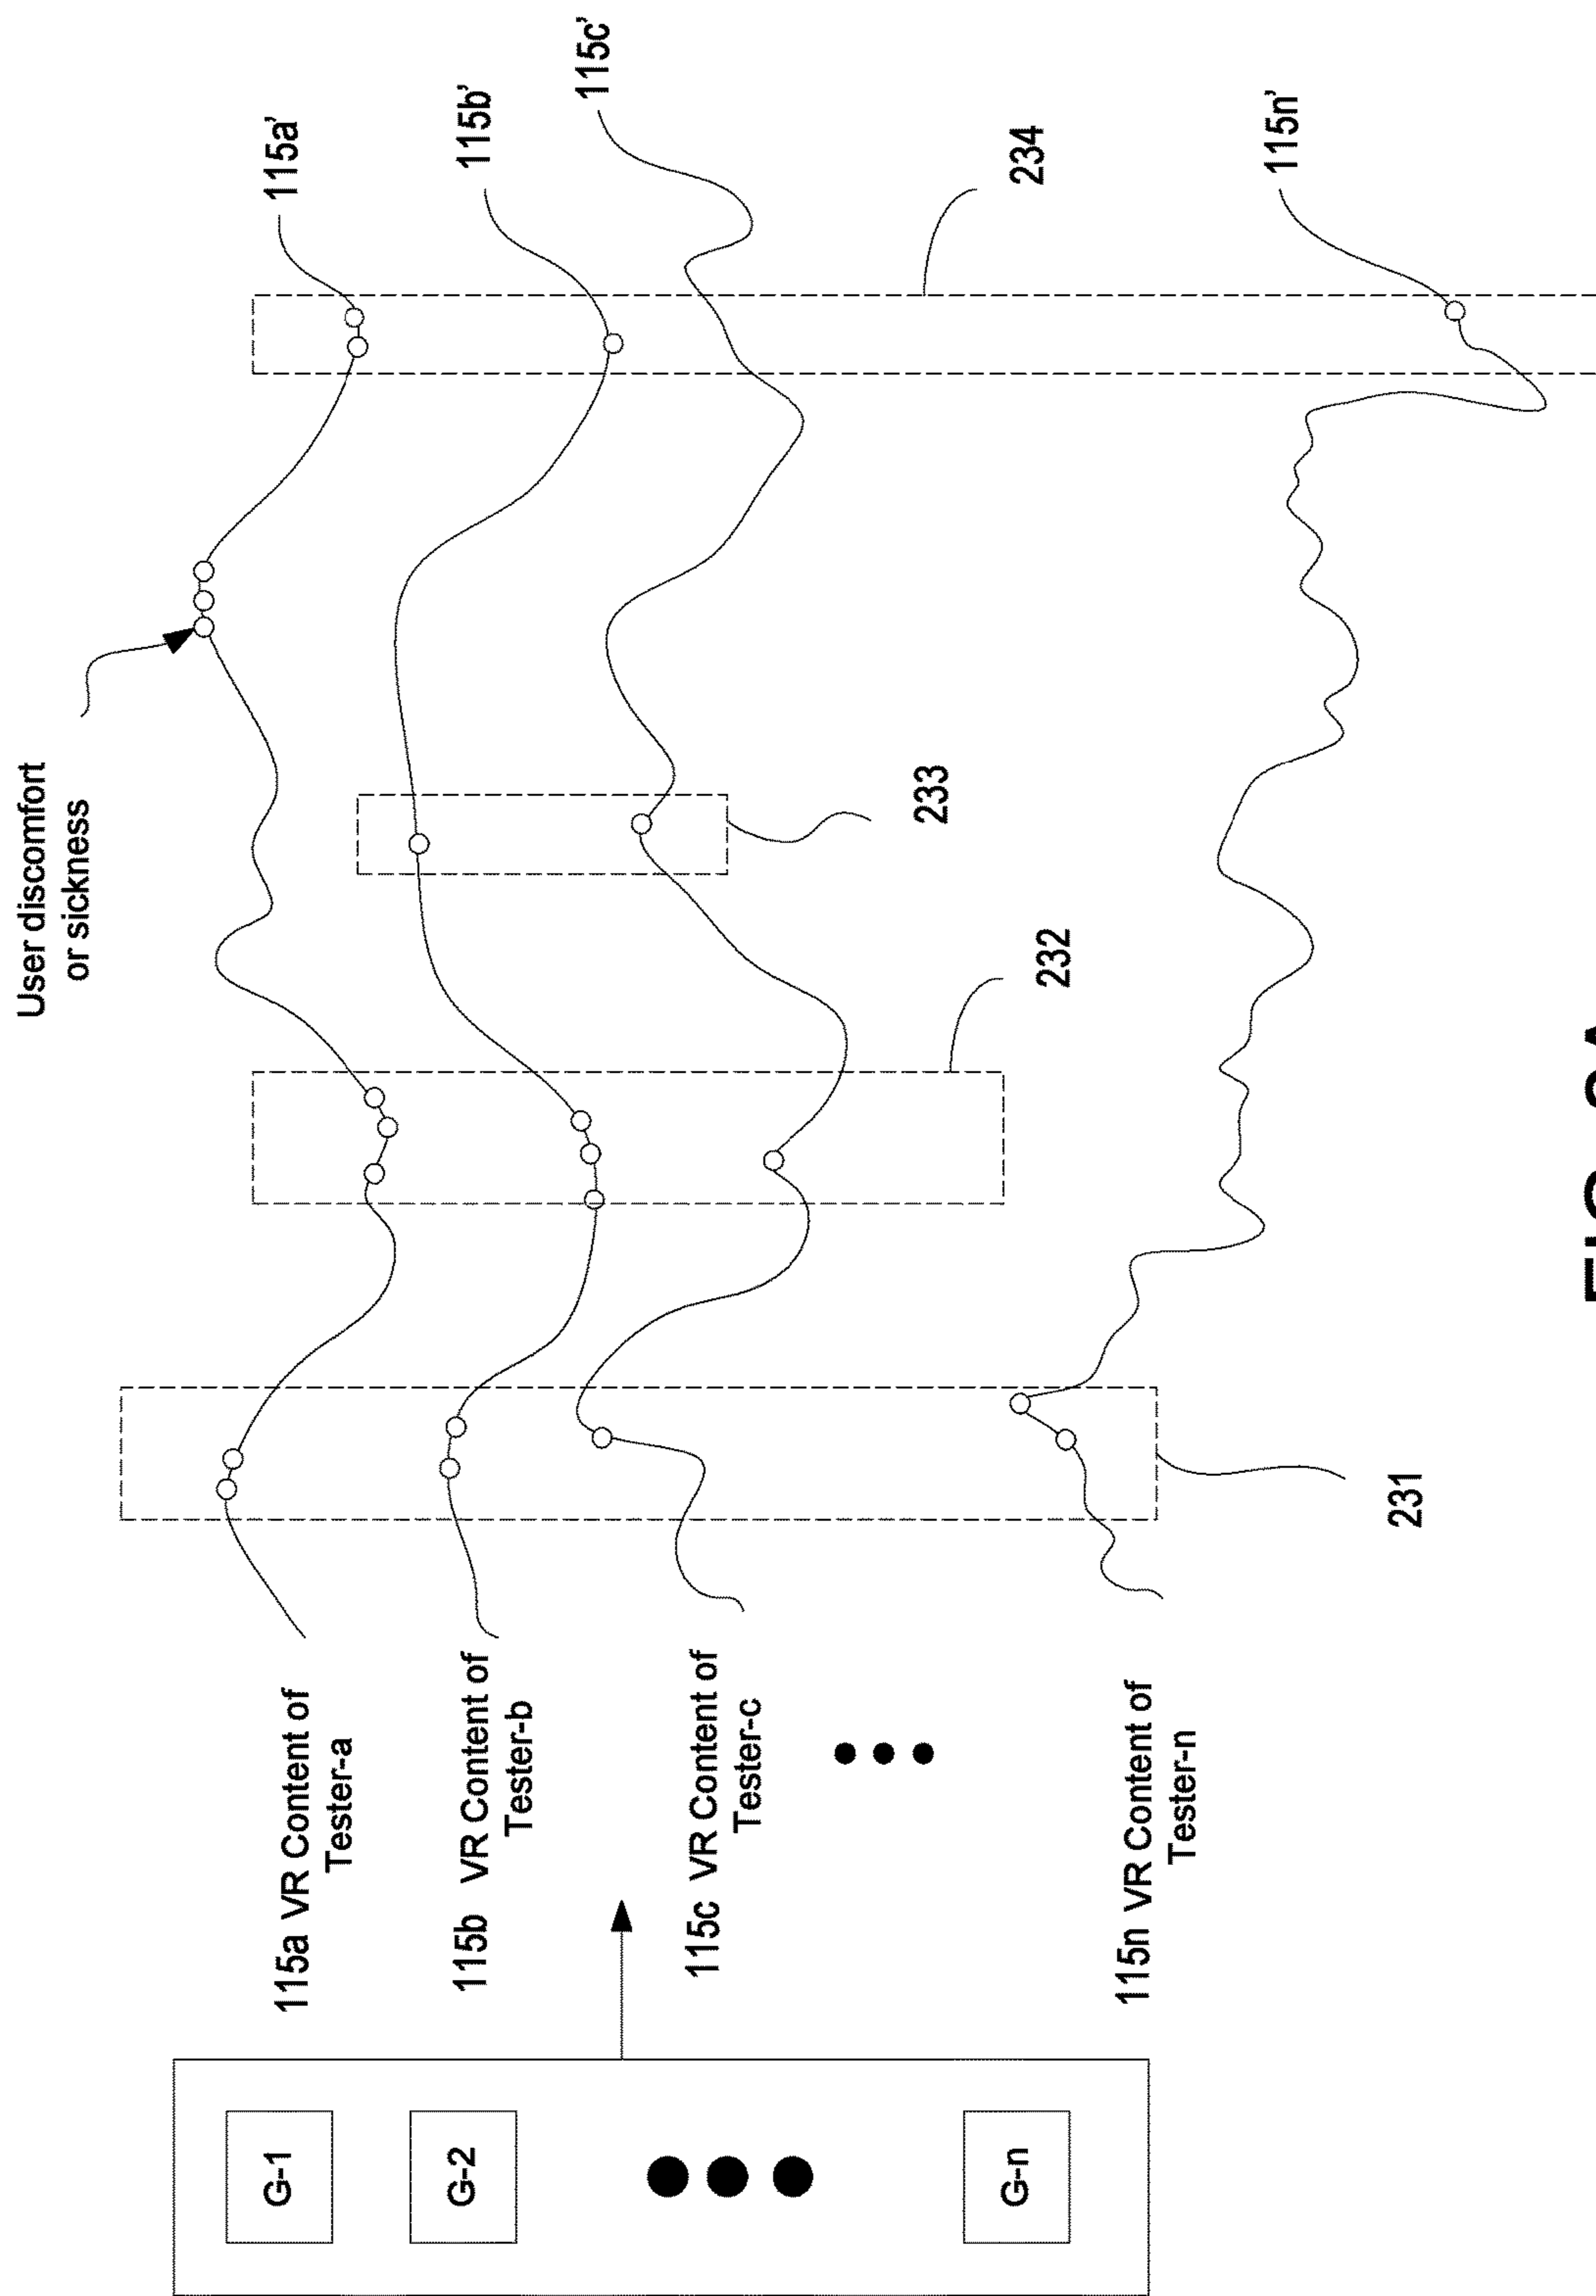 User discomfort
or sickness
115a'
115b'
115c'
115a VR Content of
Tester-a
115b VR Content of
Tester-b
115c VR Content of
Tester-c
115n VR Content of
Tester-n
G-1
G-2
G-n
231
232
233
234
115n'